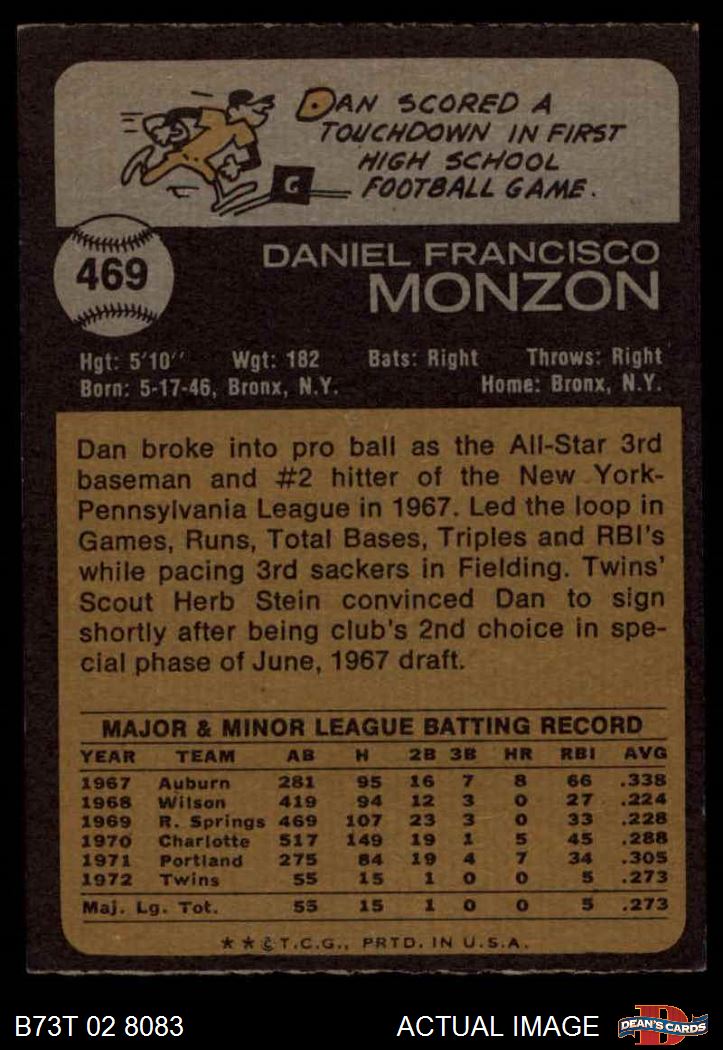 DAN SCORED A
TOUCHDOWN IN FIRST
HIGH SCHOOL
FOOTBALL GAME.
G
469
DANIEL FRANCISCO
MONZON
Hgt: 5'10'' Wgt: 182 Bats: Right Throws: Right
Born: 5-17-46, Bronx, N.Y. Home: Bronx, N.Y.
Dan broke into pro ball as the All-Star 3rd
baseman and #2 hitter of the New York-
Pennsylvania League in 1967. Led the loop in
Games, Runs, Total Bases, Triples and RBI's
while pacing 3rd sackers in Fielding. Twins'
Scout Herb Stein convinced Dan to sign
shortly after being club's 2nd choice in spe-
cial phase of June, 1967 draft.
MAJOR & MINOR LEAGUE BATTING RECORD
YEAR TEAM AB H 2B 3B HR RBI AVG
1967 Auburn 281 95 16 7 8 66 .338
1968 Wilson 419 94 12 3 0 27 .224
1969 R. Springs 469 107 23 3 0 33 .228
1970 Charlotte 517 149 19 1 5 45 .288
1971 Portland 275 84 19 4 7 34 .305
1972 Twins 55 15 1 0 0 5 .273
Maj. Lg. Tot. 55 15 1 0 0 5 .273
★ ★ © T.C.G., PRTD. IN U.S.A.
B73T 02 8083 ACTUAL IMAGE
D
DEAN'S CARDS